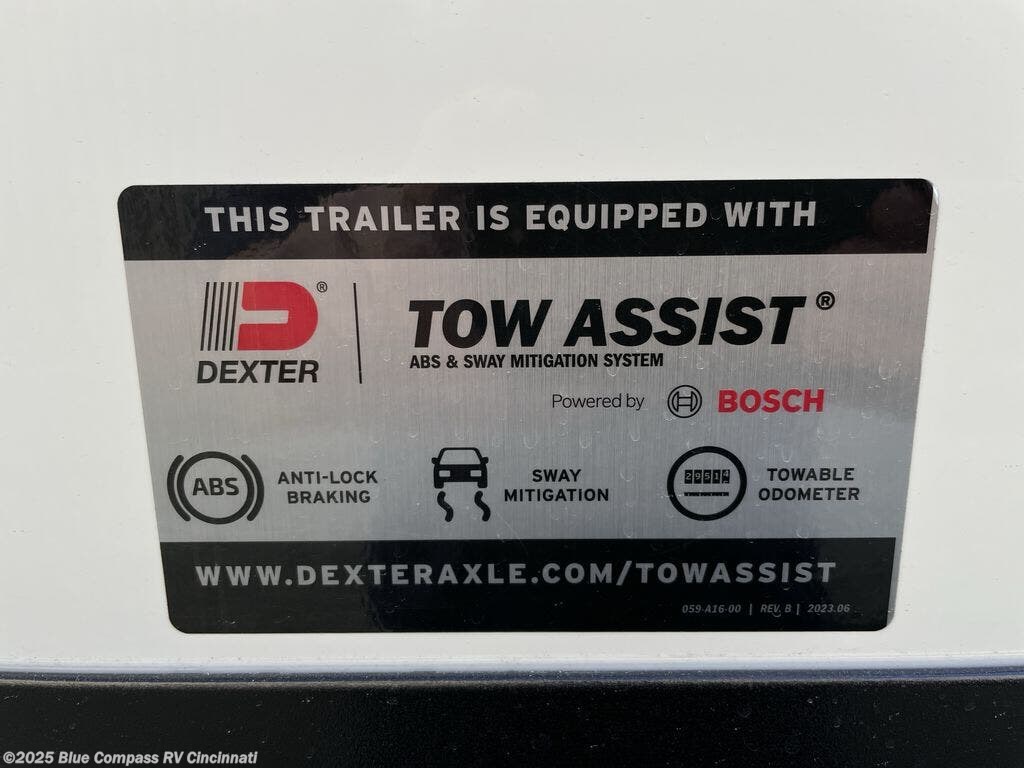 THIS TRAILER IS EQUIPPED WITH
DEXTER®
TOW ASSIST®
ABS & SWAY MITIGATION SYSTEM
Powered by BOSCH
ABS
ANTI-LOCK
BRAKING
SWAY
MITIGATION
29514
TOWABLE
ODOMETER
WWW.DEXTERAXLE.COM/TOWASSIST
059-A16-00 | REV. B | 2023.06
©2025 Blue Compass RV Cincinnati